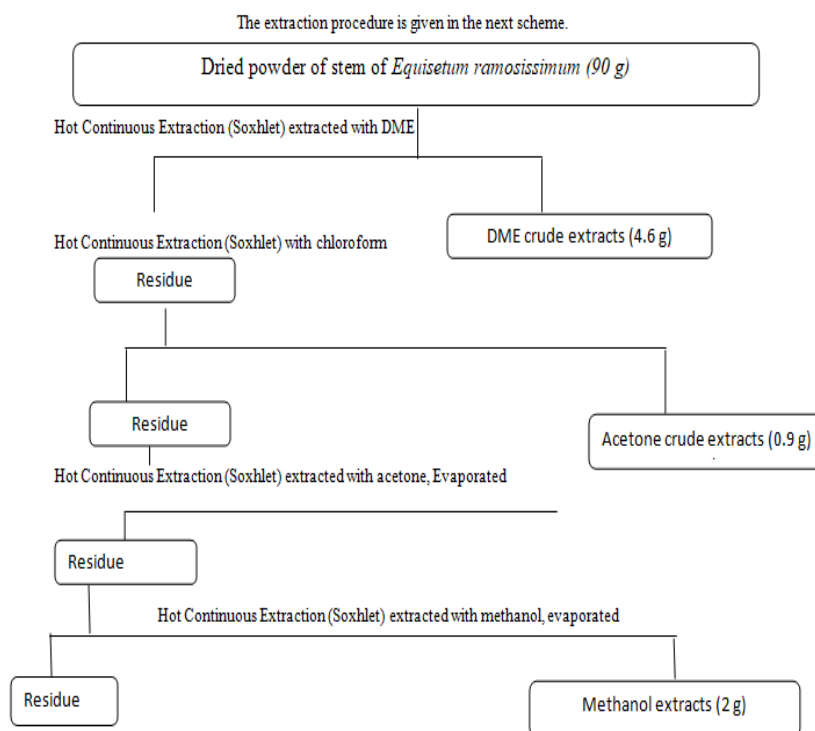 The extraction procedure is given in the next scheme.
Dried powder of stem of Equisetum ramosissimum (90 g)
Hot Continuous Extraction (Soxhlet) extracted with DME
DME crude extracts (4.6 g)
Hot Continuous Extraction (Soxhlet) with chloroform
Residue
Residue
Acetone crude extracts (0.9 g)
Hot Continuous Extraction (Soxhlet) extracted with acetone, Evaporated
Residue
Hot Continuous Extraction (Soxhlet) extracted with methanol, evaporated
Residue
Methanol extracts (2 g)